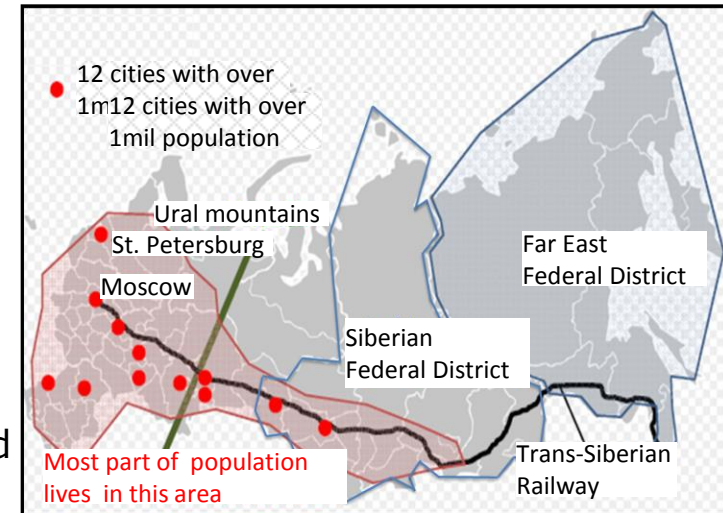 12 cities with over
1m12 cities with over
1mil population
Ural mountains
St. Petersburg
Moscow
Far East
Federal District
Siberian
Federal District
d
Most part of population
lives in this area
Trans-Siberian
Railway